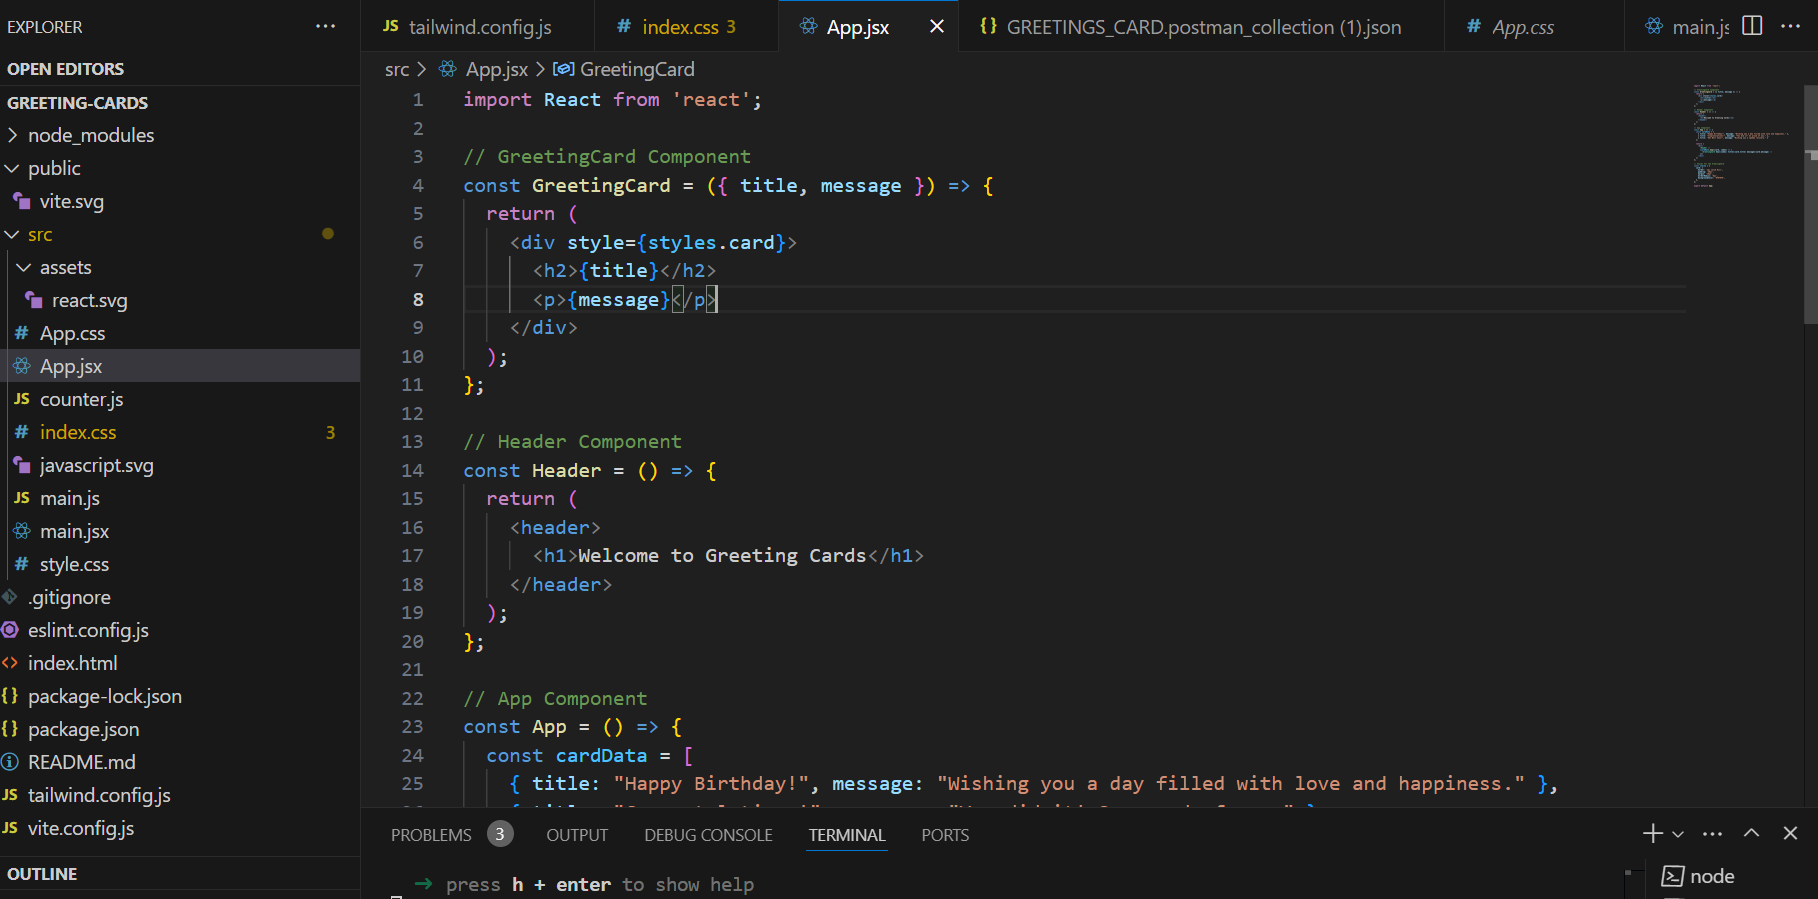 EXPLORER
OPEN EDITORS
GREETING-CARDS
node_modules
public
vite.svg
src
assets
react.svg
App.css
App.jsx
counter.js
index.css 3
javascript.svg
main.js
main.jsx
style.css
.gitignore
eslint.config.js
index.html
package-lock.json
package.json
README.md
tailwind.config.js
vite.config.js
OUTLINE
JS tailwind.config.js # index.css 3 App.jsx {} GREETINGS_CARD.postman_collection (1).json # App.css main.js
src > App.jsx > GreetingCard
1 import React from 'react';
2
3 // GreetingCard Component
4 const GreetingCard = ({ title, message }) => {
5 return (
6 <div style={styles.card}>
7 <h2>{title}</h2>
8 <p>{message}</p>
9 </div>
10 );
11 };
12
13 // Header Component
14 const Header = () => {
15 return (
16 <header>
17 <h1>Welcome to Greeting Cards</h1>
18 </header>
19 );
20 };
21
22 // App Component
23 const App = () => {
24 const cardData = [
25 { title: "Happy Birthday!", message: "Wishing you a day filled with love and happiness." },
PROBLEMS 3 OUTPUT DEBUG CONSOLE TERMINAL PORTS
→ press h + enter to show help
node